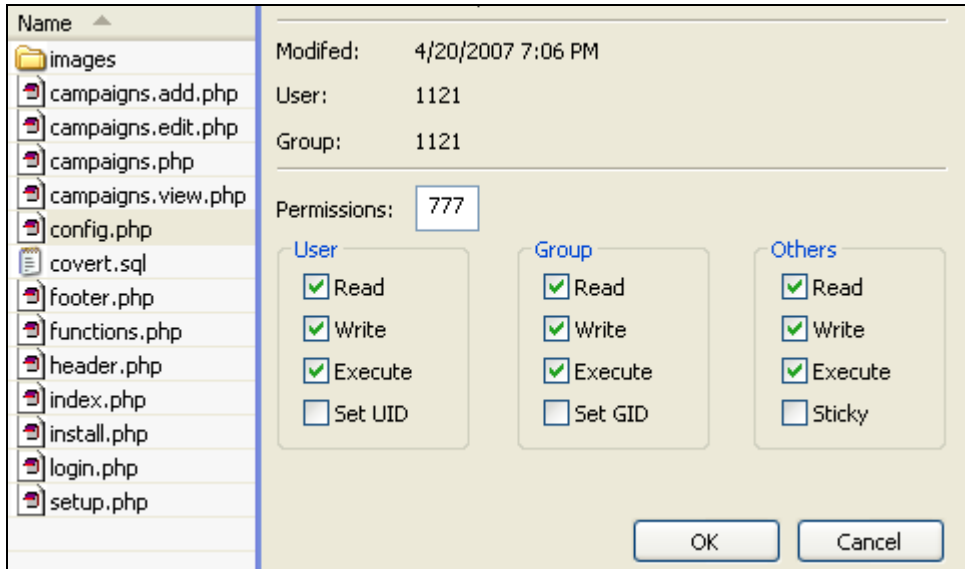 Name
images
campaigns.add.php
campaigns.edit.php
campaigns.php
campaigns.view.php
config.php
covert.sql
footer.php
functions.php
header.php
index.php
install.php
login.php
setup.php
Modifed: 4/20/2007 7:06 PM
User: 1121
Group: 1121
Permissions: 777
User
Read
Write
Execute
Set UID
Group
Read
Write
Execute
Set GID
Others
Read
Write
Execute
Sticky
OK Cancel